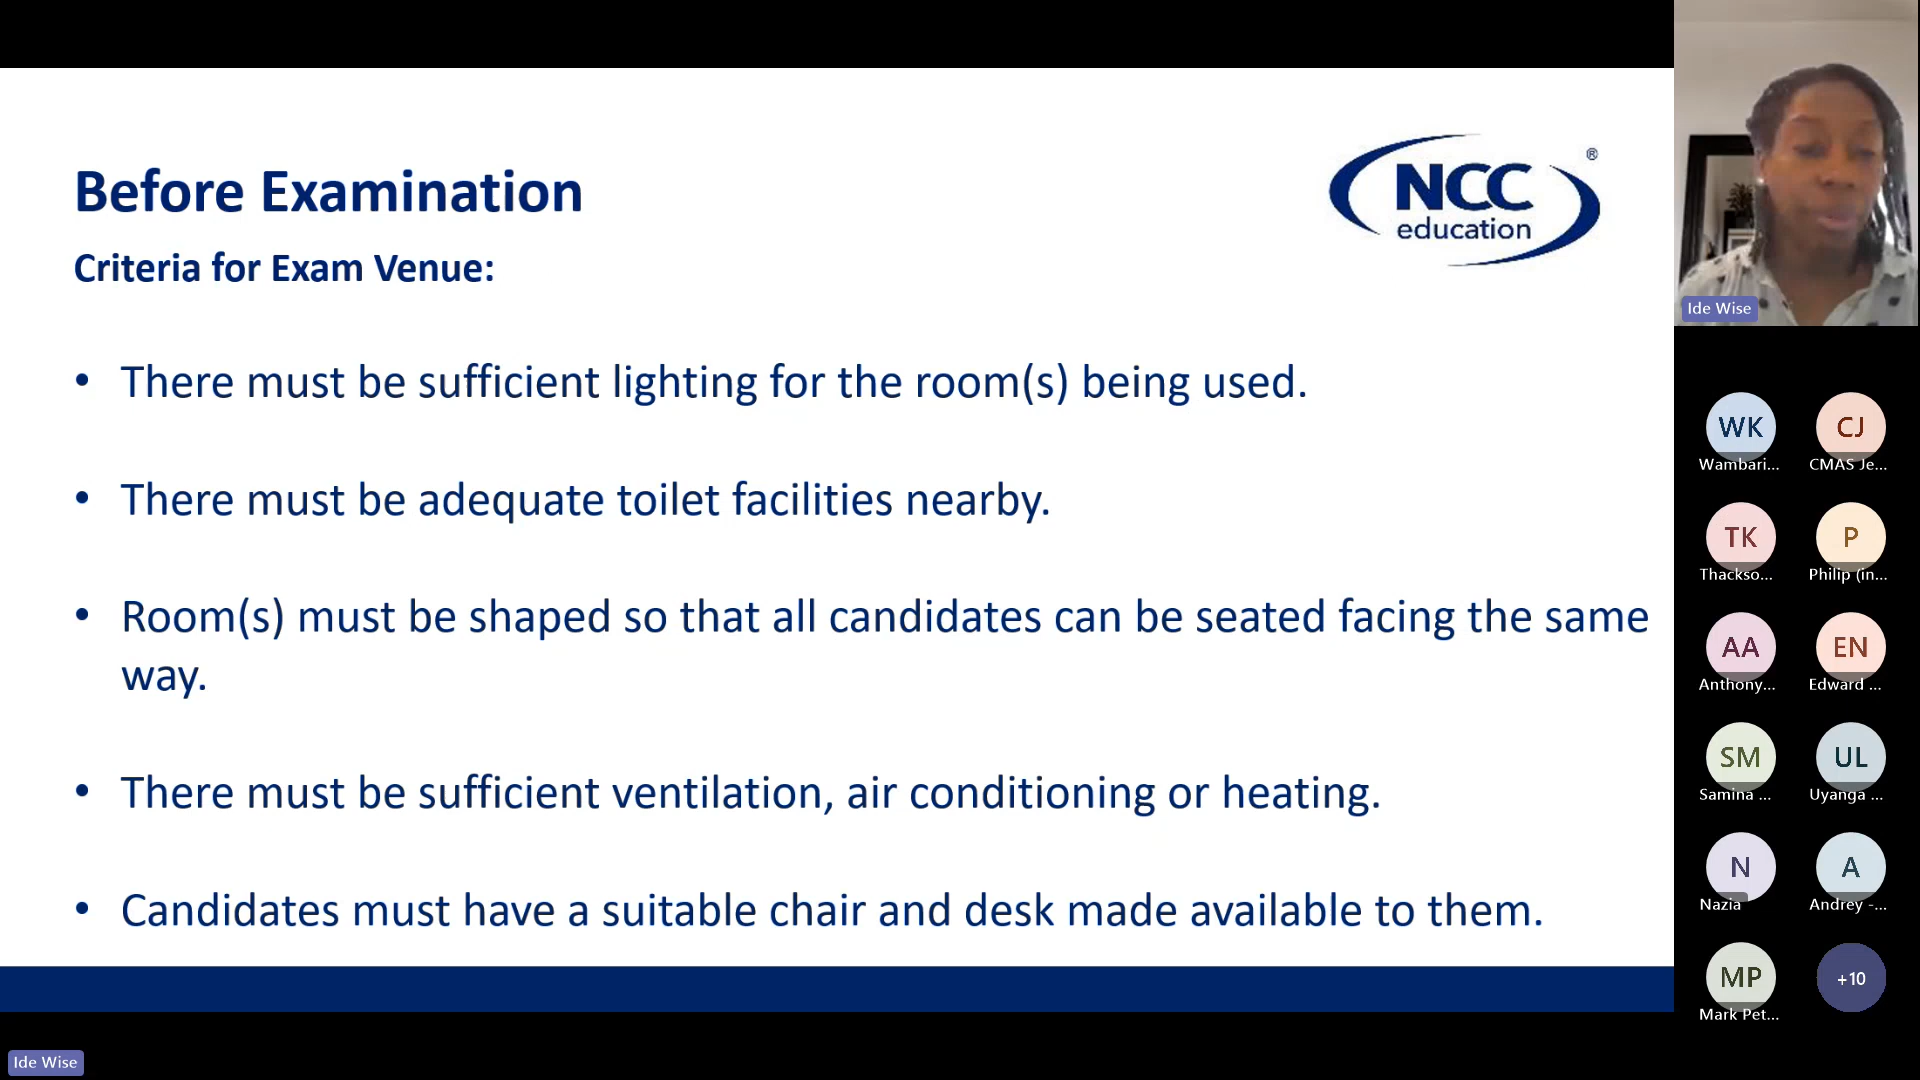 Before Examination
NCC
education
®
Criteria for Exam Venue:
• There must be sufficient lighting for the room(s) being used.
• There must be adequate toilet facilities nearby.
• Room(s) must be shaped so that all candidates can be seated facing the same
way.
• There must be sufficient ventilation, air conditioning or heating.
• Candidates must have a suitable chair and desk made available to them.
Ide Wise
WK
Wambari...
CJ
CMAS Je...
TK
Thackso...
P
Philip (in...
AA
Anthony...
EN
Edward ...
SM
Samina ...
UL
Uyanga ...
N
Nazia
A
Andrey -...
MP
Mark Pet...
+10
Ide Wise